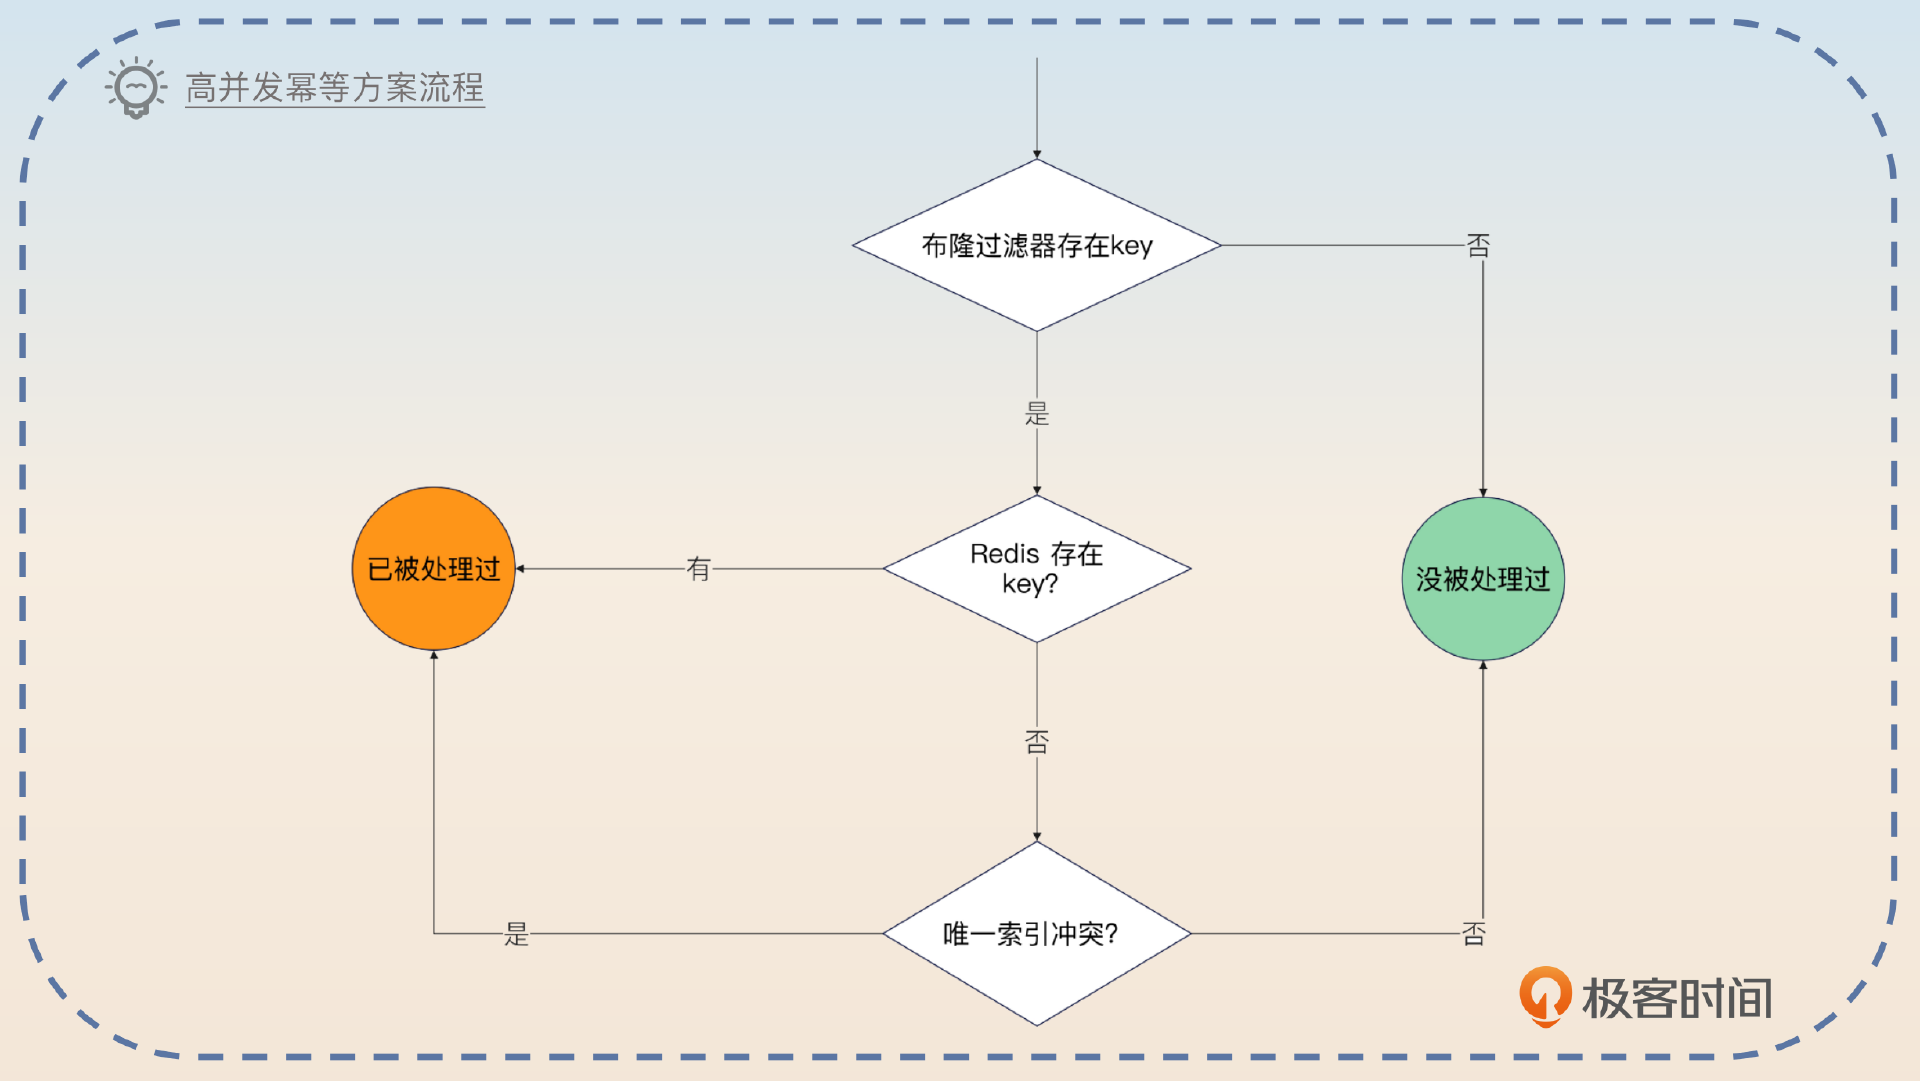 高并发幂等方案流程
布隆过滤器存在key
否
是
已被处理过
有
Redis 存在
key?
没被处理过
否
是
唯一索引冲突?
否
极客时间